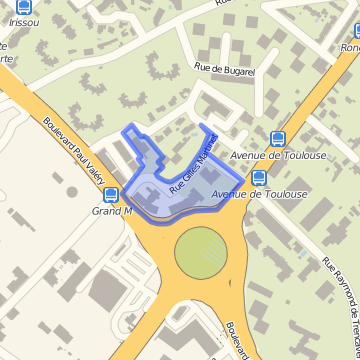 Irissou
Rue de Bugarel
Boulevard Paul Valéry
Rue Gilles Martinet
Avenue de Toulouse
Avenue de Toulouse
Grand M
Rue Raymond de Trencavel